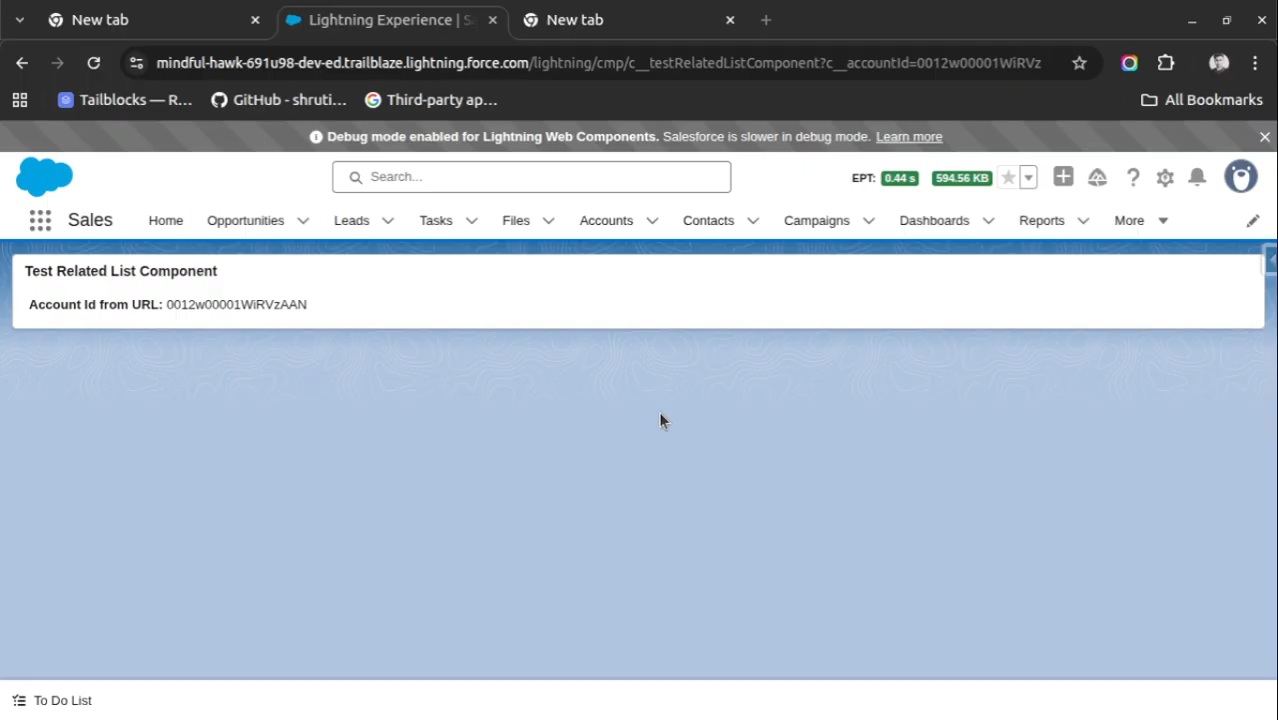 New tab
Lightning Experience | S
New tab
mindful-hawk-691u98-dev-ed.trailblaze.lightning.force.com/lightning/cmp/c__testRelatedListComponent?c__accountId=0012w00001WiRVz
Tailblocks — R...
GitHub - shruti...
Third-party ap...
All Bookmarks
Debug mode enabled for Lightning Web Components. Salesforce is slower in debug mode. Learn more
Search...
EPT: 0.44 s 594.56 KB
Sales Home Opportunities Leads Tasks Files Accounts Contacts Campaigns Dashboards Reports More
Test Related List Component
Account Id from URL: 0012w00001WiRVzAAN
To Do List